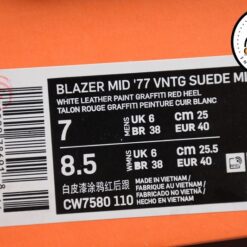 BLAZER MID '77 VNTG SUEDE MI
WHITE LEATHER PAINT GRAFFITI RED HEEL
TALON ROUGE GRAFFITI PEINTURE CUIR BLANC
7 MENS UK 6 BR 38 CM 25 EUR 40
8.5 WMNS UK 6 BR 38 CM 25.5 EUR 40
白皮漆涂鸦红后跟
CW7580 110
MADE IN VIETNAM /
FABRIQUÉ AU VIETNAM /
FABRICADO EN VIETNAM /
HECHO EN VIETNAM